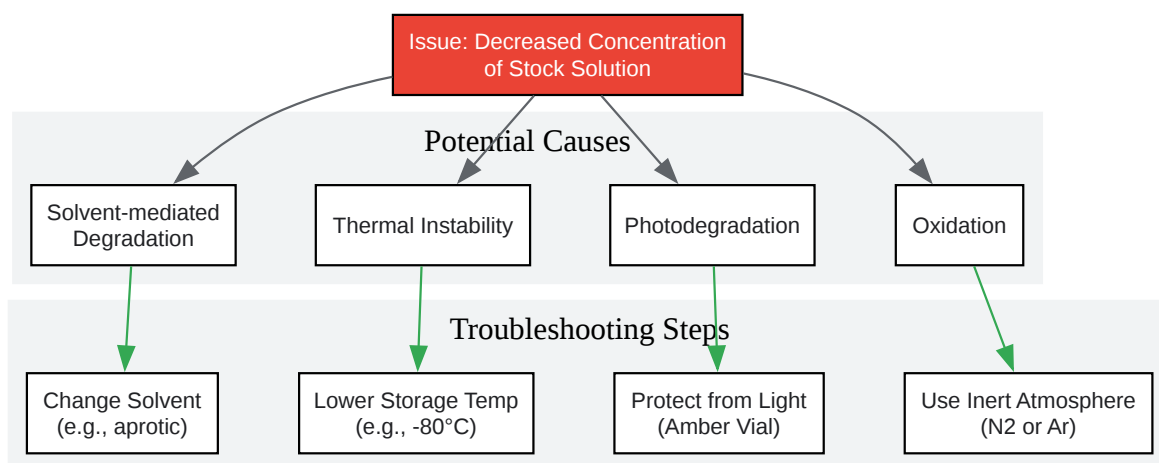 Issue: Decreased Concentration
of Stock Solution
Potential Causes
Solvent-mediated
Degradation
Thermal Instability
Photodegradation
Oxidation
Troubleshooting Steps
Change Solvent
(e.g., aprotic)
Lower Storage Temp
(e.g., -80°C)
Protect from Light
(Amber Vial)
Use Inert Atmosphere
(N2 or Ar)